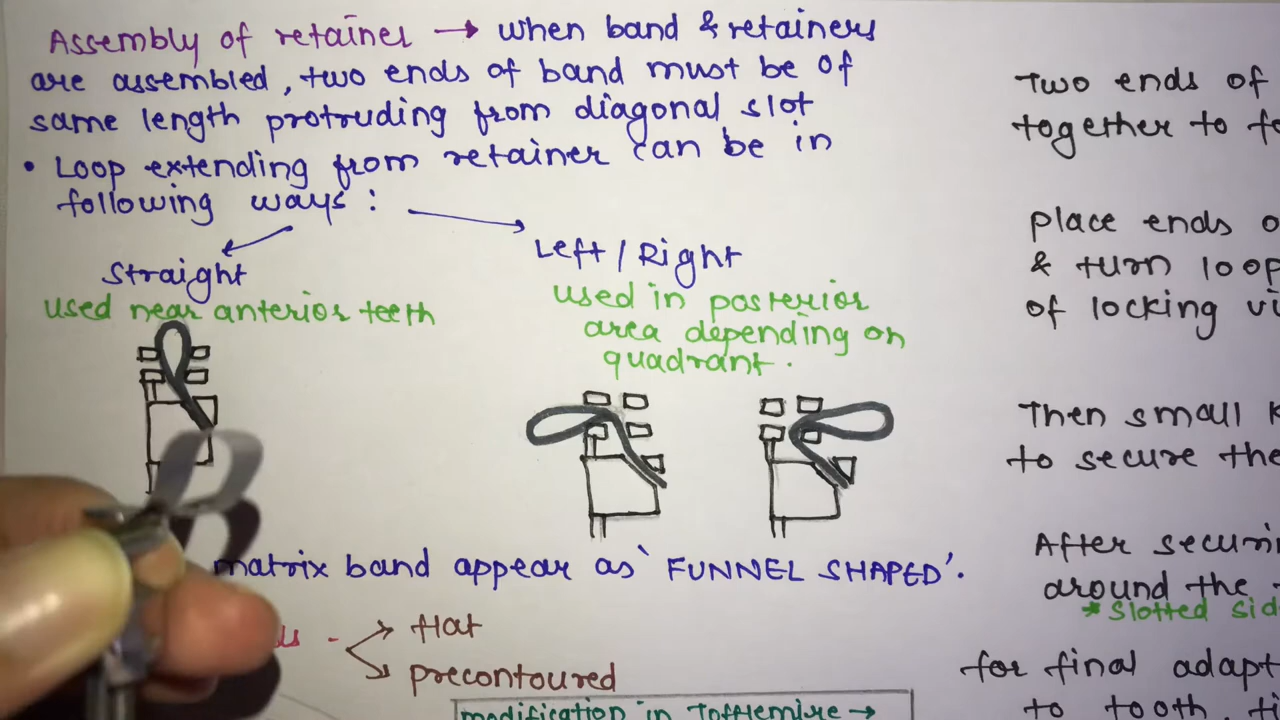 Assembly of retainer → when band & retainers
are assembled, two ends of band must be of
same length protruding from diagonal slot
• Loop extending from retainer can be in
following ways:
Straight
used near anterior teeth
Left / Right
used in posterior
area depending on
quadrant.
matrix band appear as 'FUNNEL SHAPED'.
flat
precontoured
modification in Tofflemire →
Two ends of
together to
place ends
& turn loop
of locking
Then small
to secure the
After
around the
* Slotted
for final
to tooth,